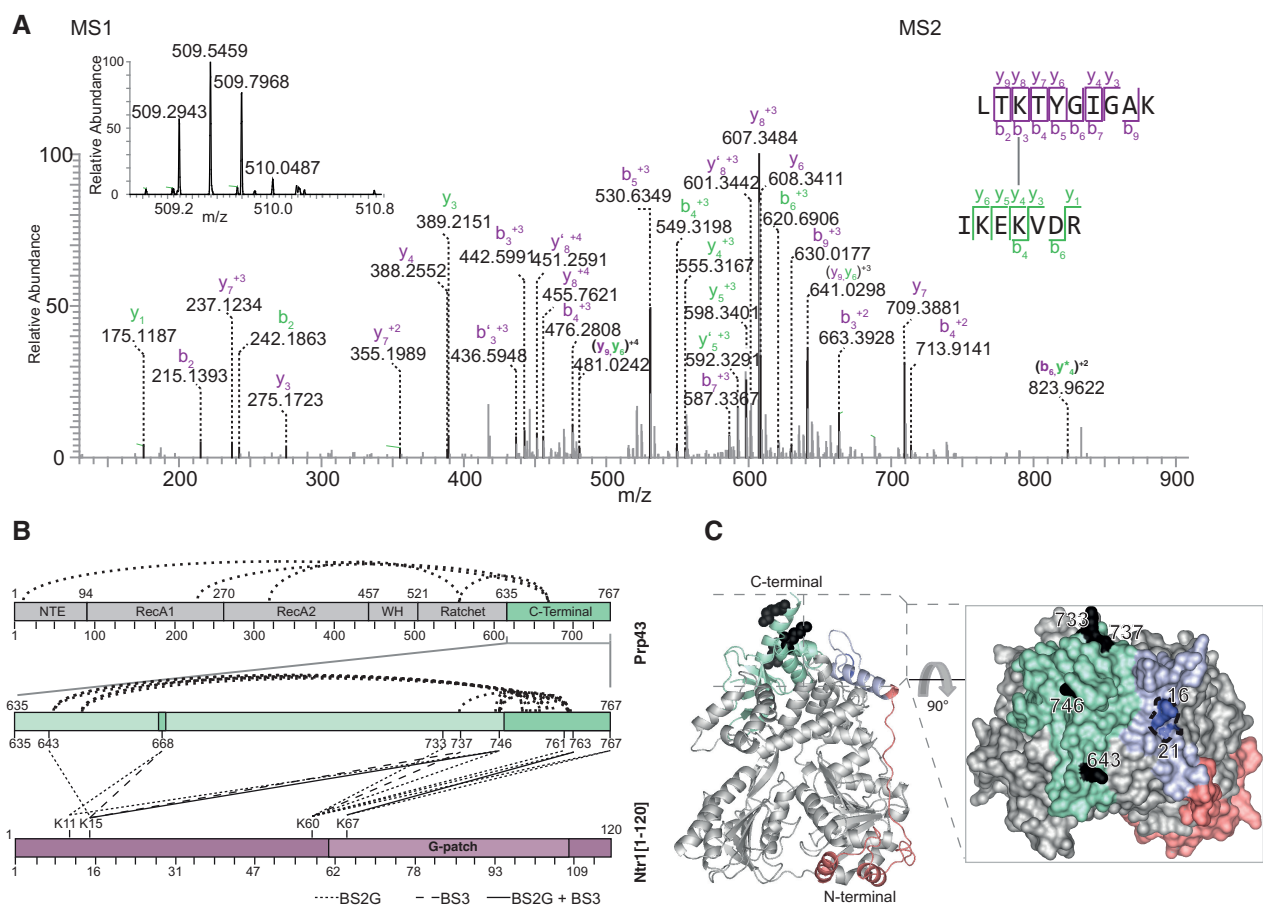 A
MS1
MS2
Relative Abundance
100
50
0
509.5459
509.7968
509.2943
510.0487
509.2
510.0
510.8
m/z
Relative Abundance
100
50
0
y1
175.1187
b2
215.1393
y7+3
237.1234
b2
242.1863
y3
275.1723
y7+2
355.1989
y4
388.2552
y3
389.2151
b'3+3
436.5948
b3+3
442.5991
y'8+4
451.2591
y8+4
455.7621
b4+3
476.2808
(y9,y6)+4
481.0242
b5+3
530.6349
b4+3
549.3198
y4+3
555.3167
b7+3
587.3367
y'5+3
592.3291
y5+3
598.3401
y'8+3
601.3442
y8+3
607.3484
y6
608.3411
b6+3
620.6906
b9+3
630.0177
(y9,y6)+3
641.0298
b3+2
663.3928
y7
709.3881
b4+2
713.9141
(b6,y*4)+2
823.9622
200 300 400 500 600 700 800 900
m/z
y9 y8 y7 y6 y4 y3
L T K T Y G I G A K
b2 b3 b4 b5 b6 b7 b9
y6 y5 y4 y3 y1
I K E K V D R
b4 b6
B
1 94 270 457 521 635 767
NTE RecA1 RecA2 WH Ratchet C-Terminal
1 100 200 300 400 500 600 700
Prp43
635 767
635 643 668 733 737 746 761 763 767
K11 K15 K60 K67
1 120
G-patch
1 16 31 47 62 78 93 109
Ntr1[1-120]
BS2G BS3 BS2G + BS3
C
C-terminal
N-terminal
90°
733
737
746
16
21
643